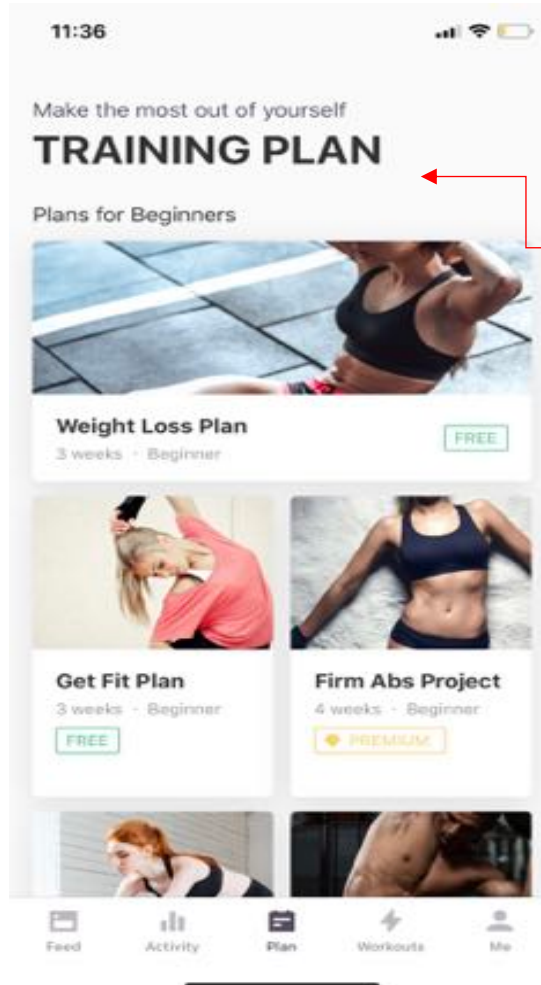 11:36
Make the most out of yourself
TRAINING PLAN
Plans for Beginners
Weight Loss Plan
FREE
3 weeks · Beginner
Get Fit Plan
3 weeks · Beginner
FREE
Firm Abs Project
4 weeks · Beginner
PREMIUM
Feed
Activity
Plan
Workouts
Me